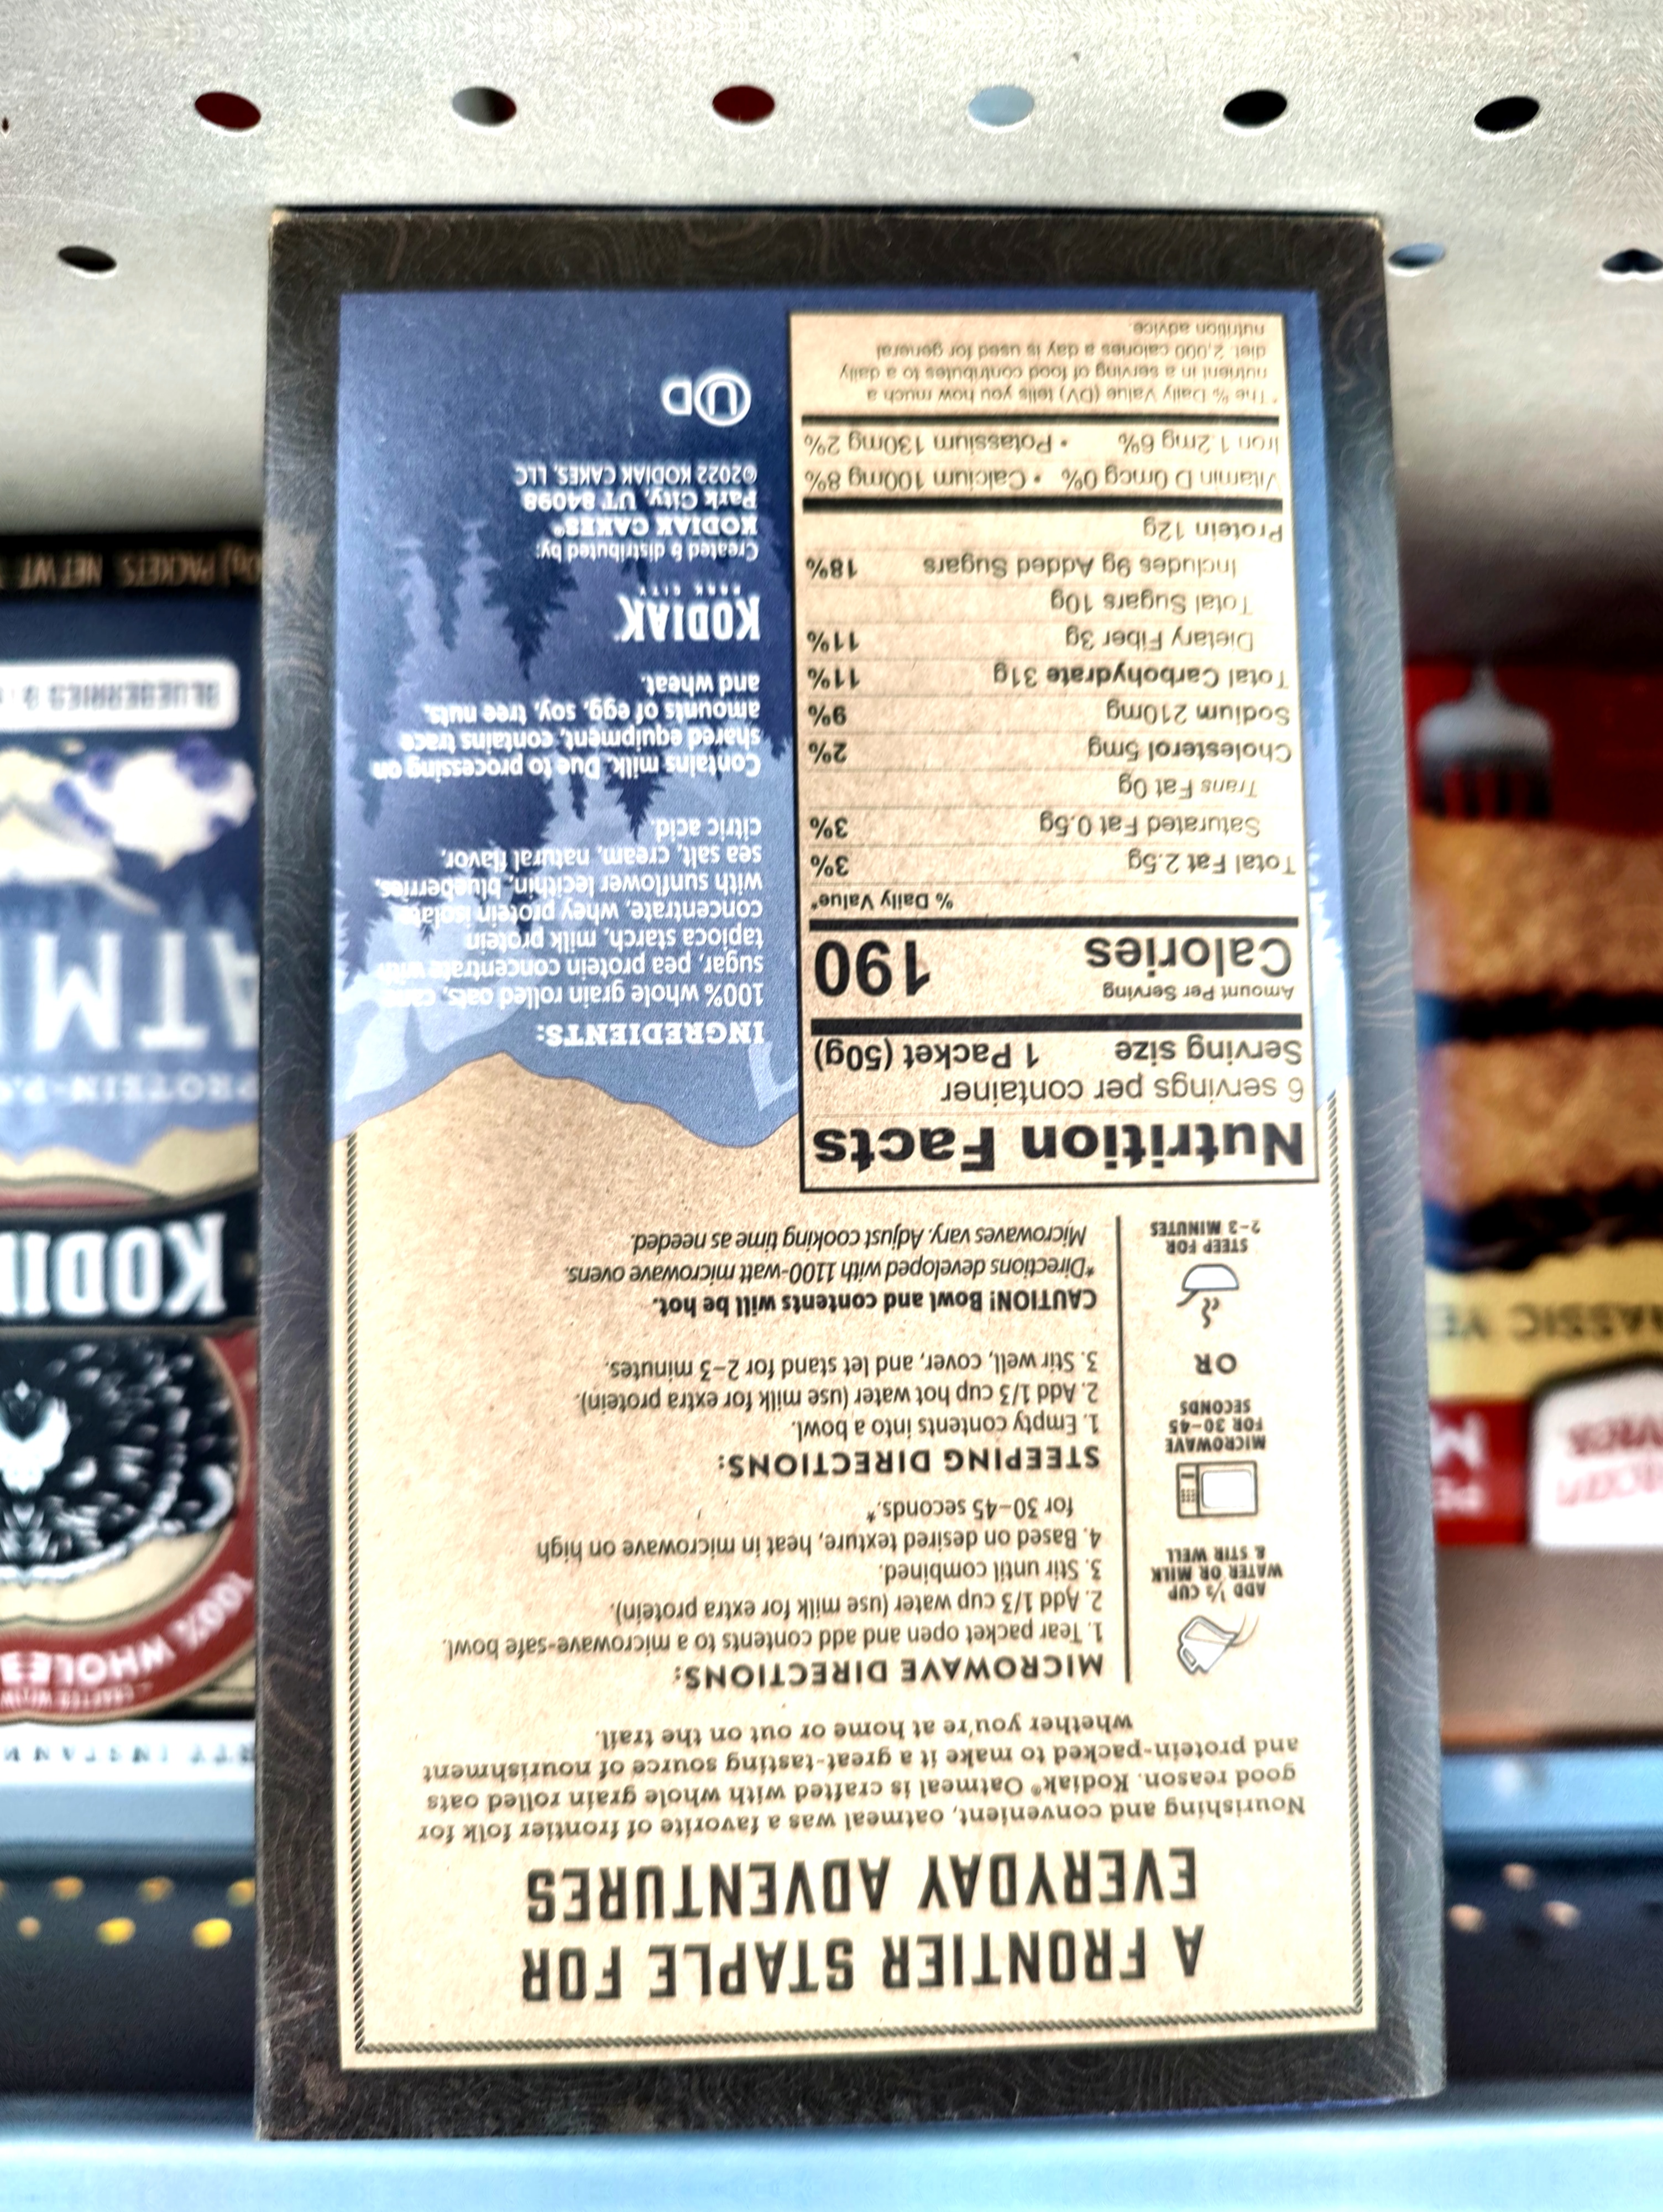 A FRONTIER STAPLE FOR
EVERYDAY ADVENTURES
Nourishing and convenient, oatmeal was a favorite of frontier folk for
good reason. Kodiak® Oatmeal is crafted with whole grain rolled oats
and protein-packed to make it a great-tasting source of nourishment
whether you're at home or out on the trail.
ADD 1/3 CUP
WATER OR MILK
& STIR WELL
MICROWAVE
FOR 30-45
SECONDS
OR
STEEP FOR
2-3 MINUTES
MICROWAVE DIRECTIONS:
1. Tear packet open and add contents to a microwave-safe bowl.
2. Add 1/3 cup water (use milk for extra protein).
3. Stir until combined.
4. Based on desired texture, heat in microwave on high
for 30-45 seconds.*
STEEPING DIRECTIONS:
1. Empty contents into a bowl.
2. Add 1/3 cup hot water (use milk for extra protein).
3. Stir well, cover, and let stand for 2-3 minutes.
CAUTION! Bowl and contents will be hot.
*Directions developed with 1100-watt microwave ovens.
Microwaves vary. Adjust cooking time as needed.
Nutrition Facts
6 servings per container
Serving size 1 Packet (50g)
Amount Per Serving
Calories 190
% Daily Value*
Total Fat 2.5g 3%
Saturated Fat 0.5g 3%
Trans Fat 0g
Cholesterol 5mg 2%
Sodium 210mg 9%
Total Carbohydrate 31g 11%
Dietary Fiber 3g 11%
Total Sugars 10g
Includes 9g Added Sugars 18%
Protein 12g
Vitamin D 0mcg 0% • Calcium 100mg 8%
Iron 1.2mg 6% • Potassium 130mg 2%
*The % Daily Value (DV) tells you how much a
nutrient in a serving of food contributes to a daily
diet. 2,000 calories a day is used for general
nutrition advice.
INGREDIENTS:
100% whole grain rolled oats, cane
sugar, pea protein concentrate with
tapioca starch, milk protein
concentrate, whey protein isolate
with sunflower lecithin, blueberries,
sea salt, cream, natural flavor,
citric acid.
Contains milk. Due to processing on
shared equipment, contains trace
amounts of egg, soy, tree nuts,
and wheat.
KODIAK
PARK CITY
Created & distributed by:
KODIAK CAKES®
Park City, UT 84098
©2022 KODIAK CAKES, LLC
UD
100% WHOLE
KODI
PROTEIN-P
ATM
BLUEBERRIES &
PACKETS NET W